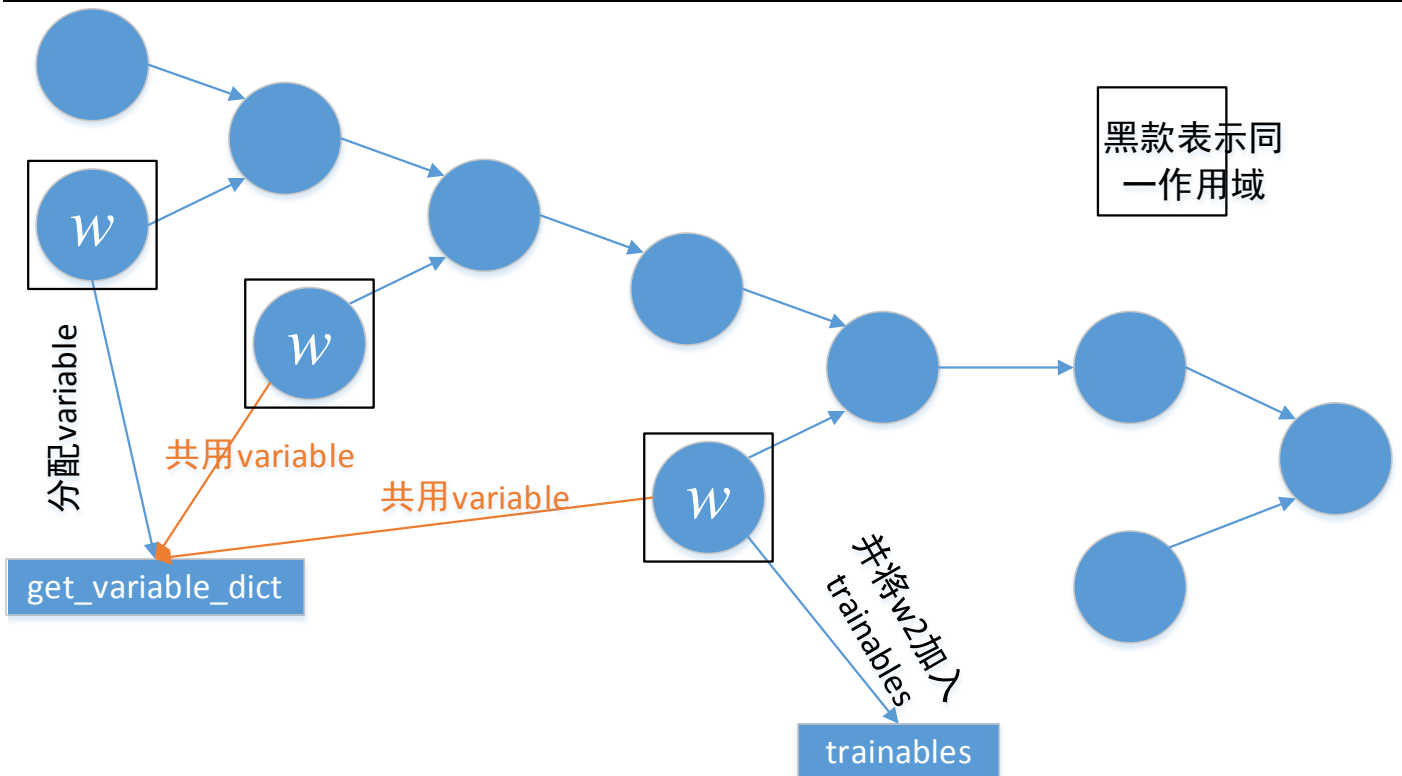 黑款表示同
一作用域
w
w
分配variable
共用variable
共用variable
w
get_variable_dict
并将w2加入
trainables
trainables